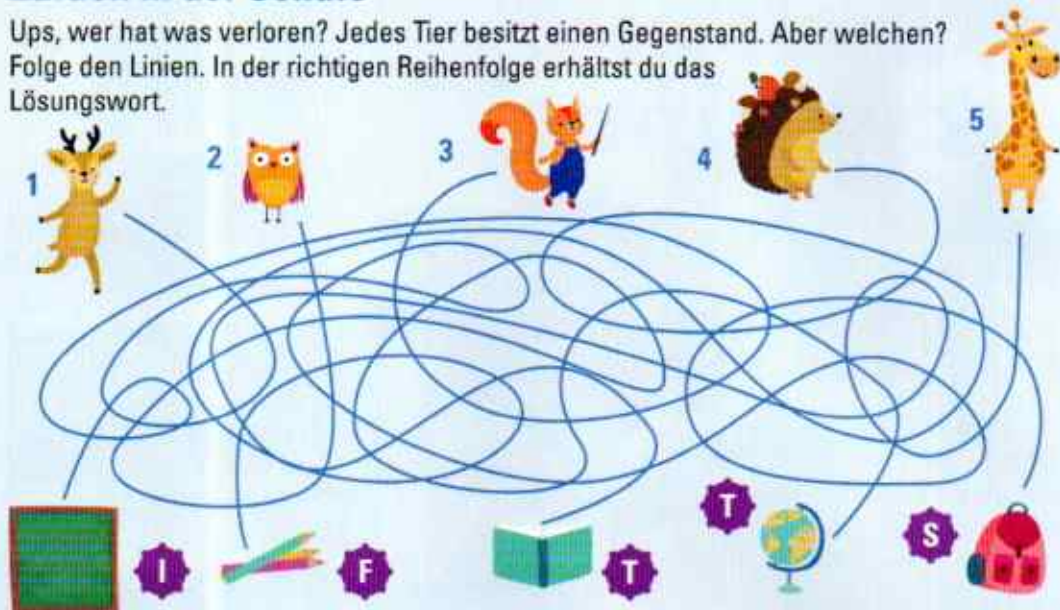 Ups, wer hat was verloren? Jedes Tier besitzt einen Gegenstand. Aber welchen?
Folge den Linien. In der richtigen Reihenfolge erhältst du das
Lösungswort.
1
2
3
4
5
I
F
T
T
S